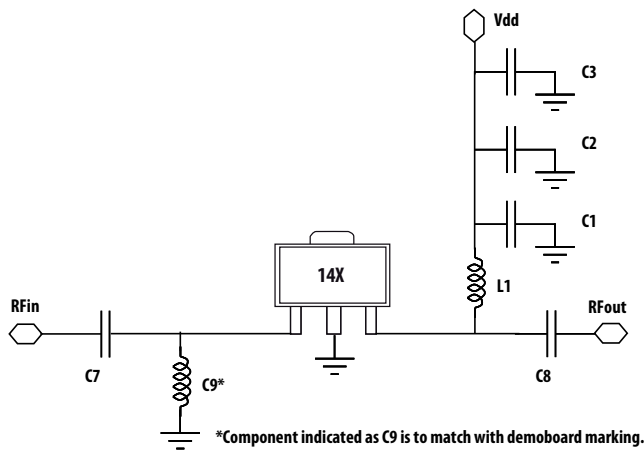 Vdd
C3
C2
C1
14X
L1
RFin
RFout
C7
C9*
C8
*Component indicated as C9 is to match with demoboard marking.